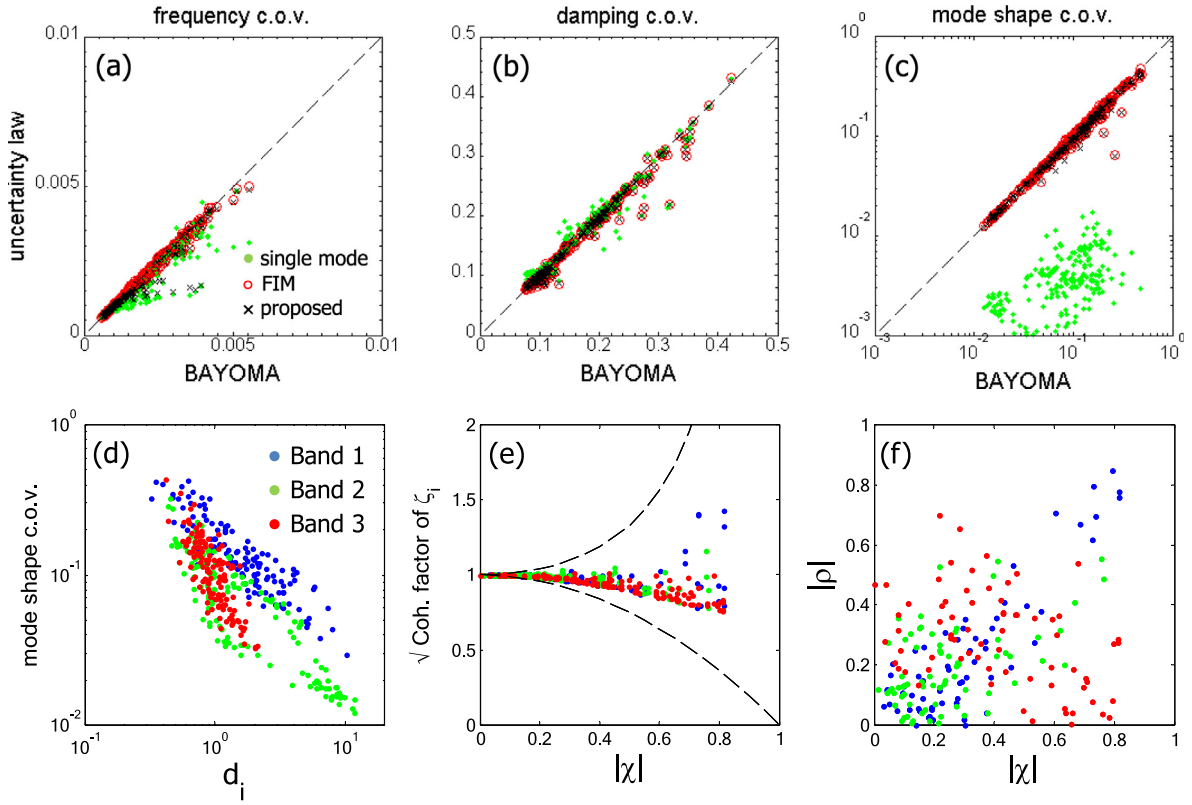 frequency c.o.v.
damping c.o.v.
mode shape c.o.v.
(a)
uncertainty law
0.01
0.005
0
0
0.005
0.01
single mode
FIM
proposed
BAYOMA
(b)
0.5
0.4
0.3
0.2
0.1
0
0
0.1
0.2
0.3
0.4
0.5
BAYOMA
(c)
10^0
10^-1
10^-2
10^-3
10^-3
10^-2
10^-1
10^0
BAYOMA
(d)
mode shape c.o.v.
10^0
10^-1
10^-2
10^-1
10^0
10^1
Band 1
Band 2
Band 3
d_i
(e)
√ Coh. factor of ζ_i
2
1.5
1
0.5
0
0
0.2
0.4
0.6
0.8
1
|χ|
(f)
|ρ|
1
0.8
0.6
0.4
0.2
0
0
0.2
0.4
0.6
0.8
1
|χ|